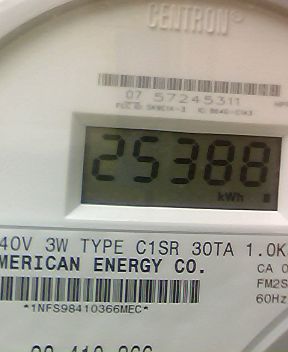 CENTRON®
07 57245311
25388
kWh
40V 3W TYPE C1SR 30TA 1.0K
MERICAN ENERGY CO.
CA 0
FM2S
60Hz
*1NFS98410366MEC*